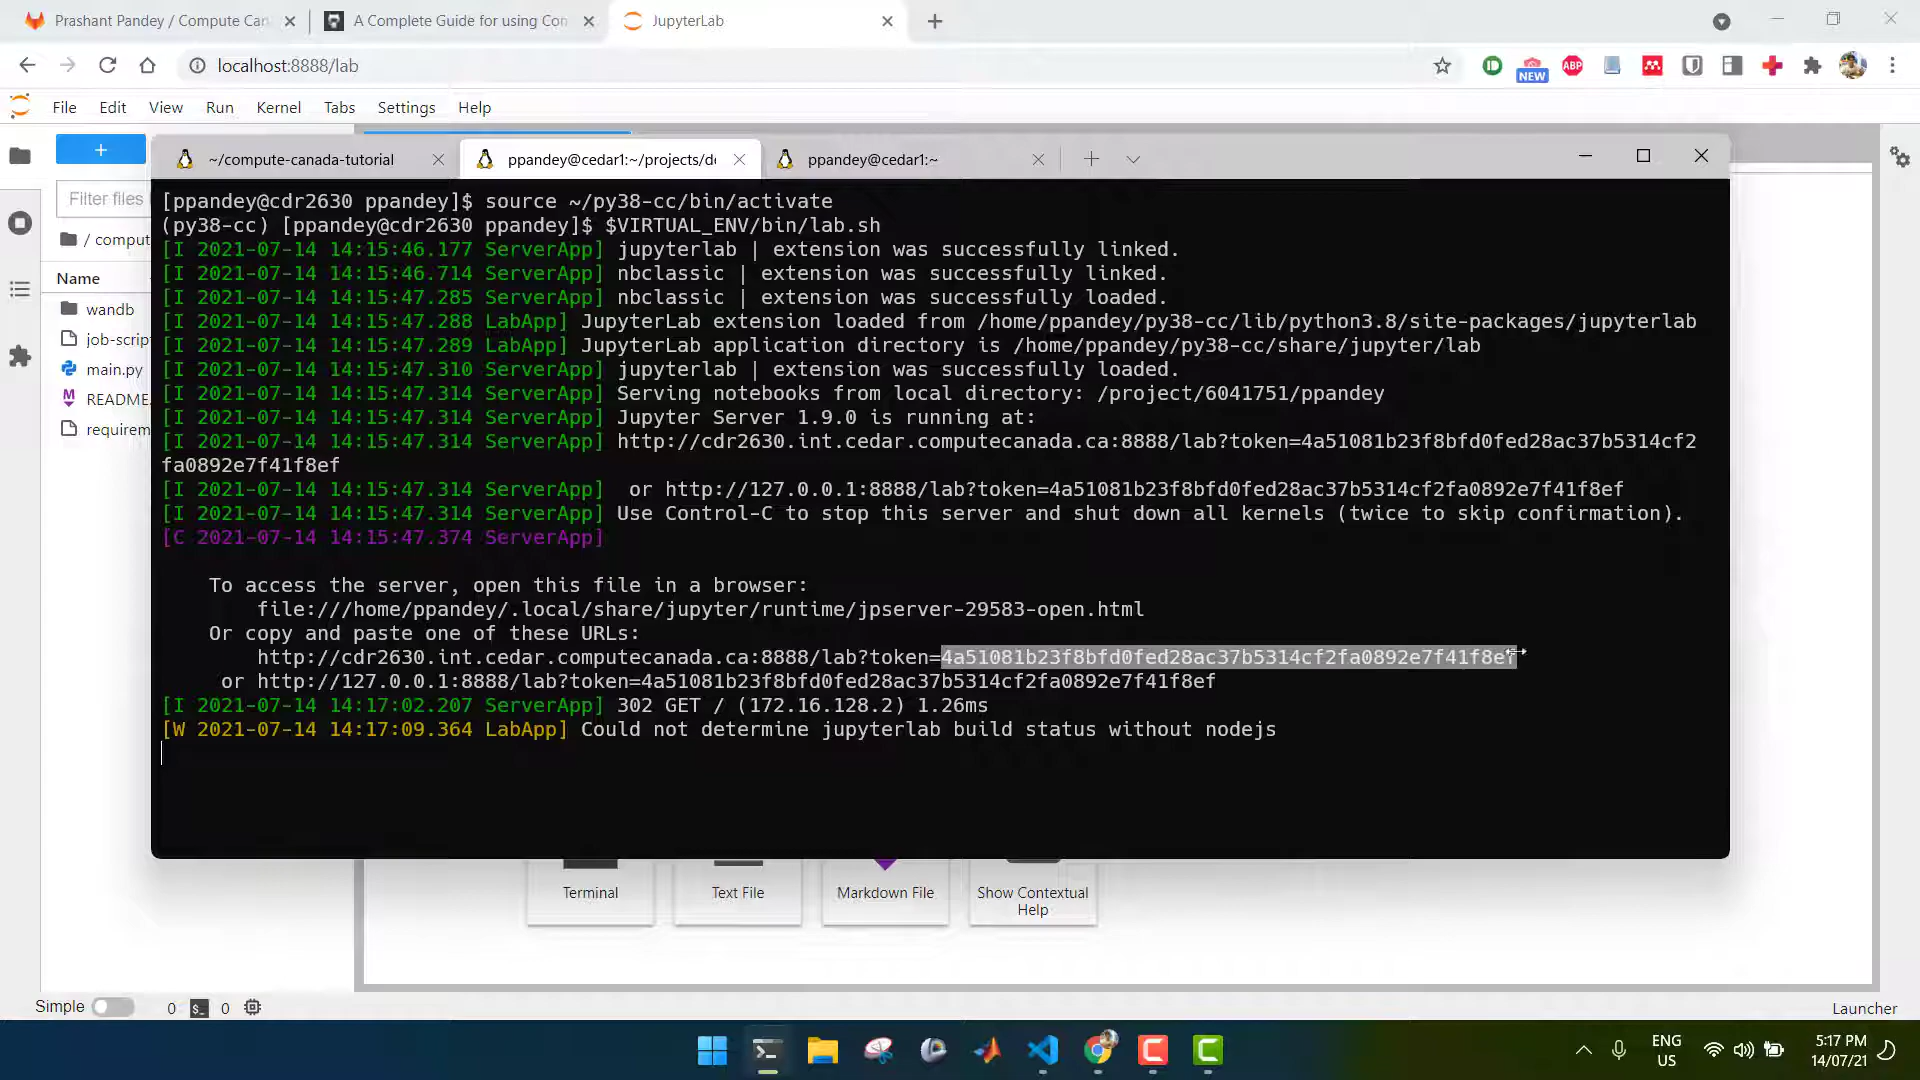 Prashant Pandey / Compute Can
A Complete Guide for using Con
JupyterLab
localhost:8888/lab
NEW
ABP
File Edit View Run Kernel Tabs Settings Help
+
~/compute-canada-tutorial
ppandey@cedar1:~/projects/de
ppandey@cedar1:~
Filter files
/ comput
Name
wandb
job-script
main.py
README.
requirem
[ppandey@cdr2630 ppandey]$ source ~/py38-cc/bin/activate
(py38-cc) [ppandey@cdr2630 ppandey]$ $VIRTUAL_ENV/bin/lab.sh
[I 2021-07-14 14:15:46.177 ServerApp] jupyterlab | extension was successfully linked.
[I 2021-07-14 14:15:46.714 ServerApp] nbclassic | extension was successfully linked.
[I 2021-07-14 14:15:47.285 ServerApp] nbclassic | extension was successfully loaded.
[I 2021-07-14 14:15:47.288 LabApp] JupyterLab extension loaded from /home/ppandey/py38-cc/lib/python3.8/site-packages/jupyterlab
[I 2021-07-14 14:15:47.289 LabApp] JupyterLab application directory is /home/ppandey/py38-cc/share/jupyter/lab
[I 2021-07-14 14:15:47.310 ServerApp] jupyterlab | extension was successfully loaded.
[I 2021-07-14 14:15:47.314 ServerApp] Serving notebooks from local directory: /project/6041751/ppandey
[I 2021-07-14 14:15:47.314 ServerApp] Jupyter Server 1.9.0 is running at:
[I 2021-07-14 14:15:47.314 ServerApp] http://cdr2630.int.cedar.computecanada.ca:8888/lab?token=4a51081b23f8bfd0fed28ac37b5314cf2
fa0892e7f41f8ef
[I 2021-07-14 14:15:47.314 ServerApp]  or http://127.0.0.1:8888/lab?token=4a51081b23f8bfd0fed28ac37b5314cf2fa0892e7f41f8ef
[I 2021-07-14 14:15:47.314 ServerApp] Use Control-C to stop this server and shut down all kernels (twice to skip confirmation).
[C 2021-07-14 14:15:47.374 ServerApp]
To access the server, open this file in a browser:
file:///home/ppandey/.local/share/jupyter/runtime/jpserver-29583-open.html
Or copy and paste one of these URLs:
http://cdr2630.int.cedar.computecanada.ca:8888/lab?token=4a51081b23f8bfd0fed28ac37b5314cf2fa0892e7f41f8ef
or http://127.0.0.1:8888/lab?token=4a51081b23f8bfd0fed28ac37b5314cf2fa0892e7f41f8ef
[I 2021-07-14 14:17:02.207 ServerApp] 302 GET / (172.16.128.2) 1.26ms
[W 2021-07-14 14:17:09.364 LabApp] Could not determine jupyterlab build status without nodejs
Terminal
Text File
Markdown File
Show Contextual
Help
Simple
0
0
Launcher
ENG
US
5:17 PM
14/07/21